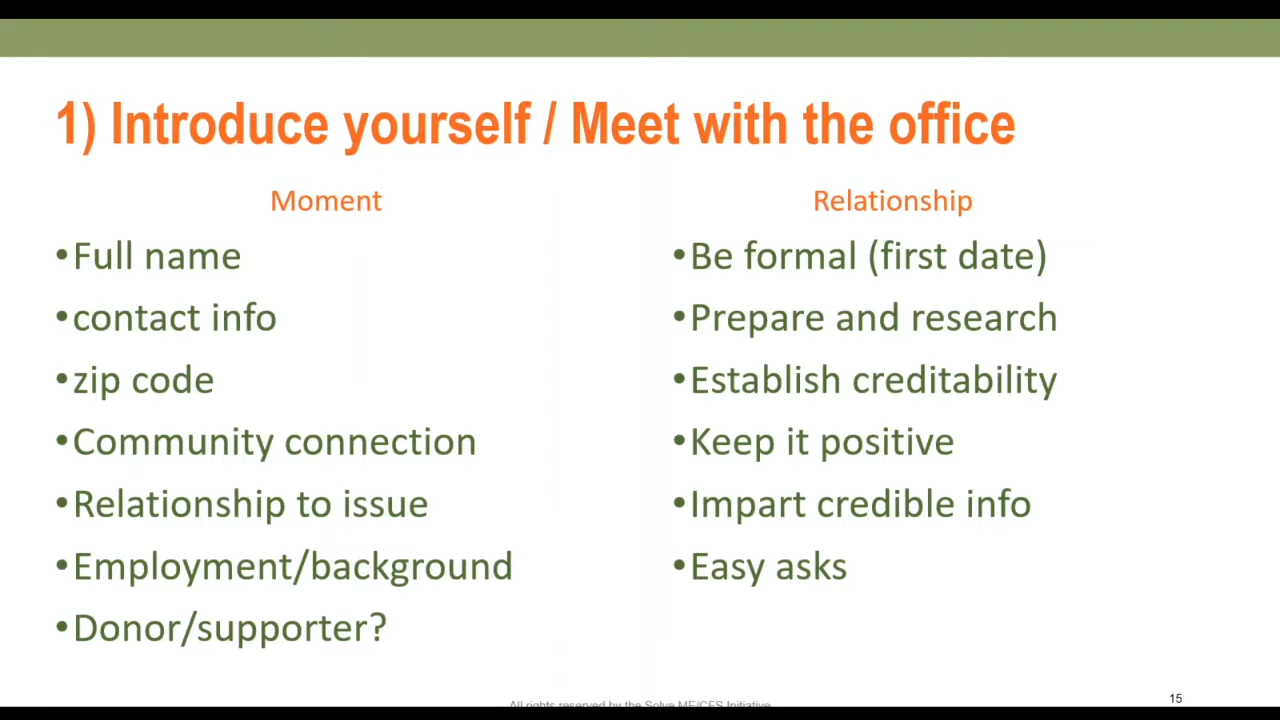 1) Introduce yourself / Meet with the office
Moment
•Full name
•contact info
•zip code
•Community connection
•Relationship to issue
•Employment/background
•Donor/supporter?
Relationship
•Be formal (first date)
•Prepare and research
•Establish creditability
•Keep it positive
•Impart credible info
•Easy asks
All rights reserved by the Solve ME/CFS Initiative
15